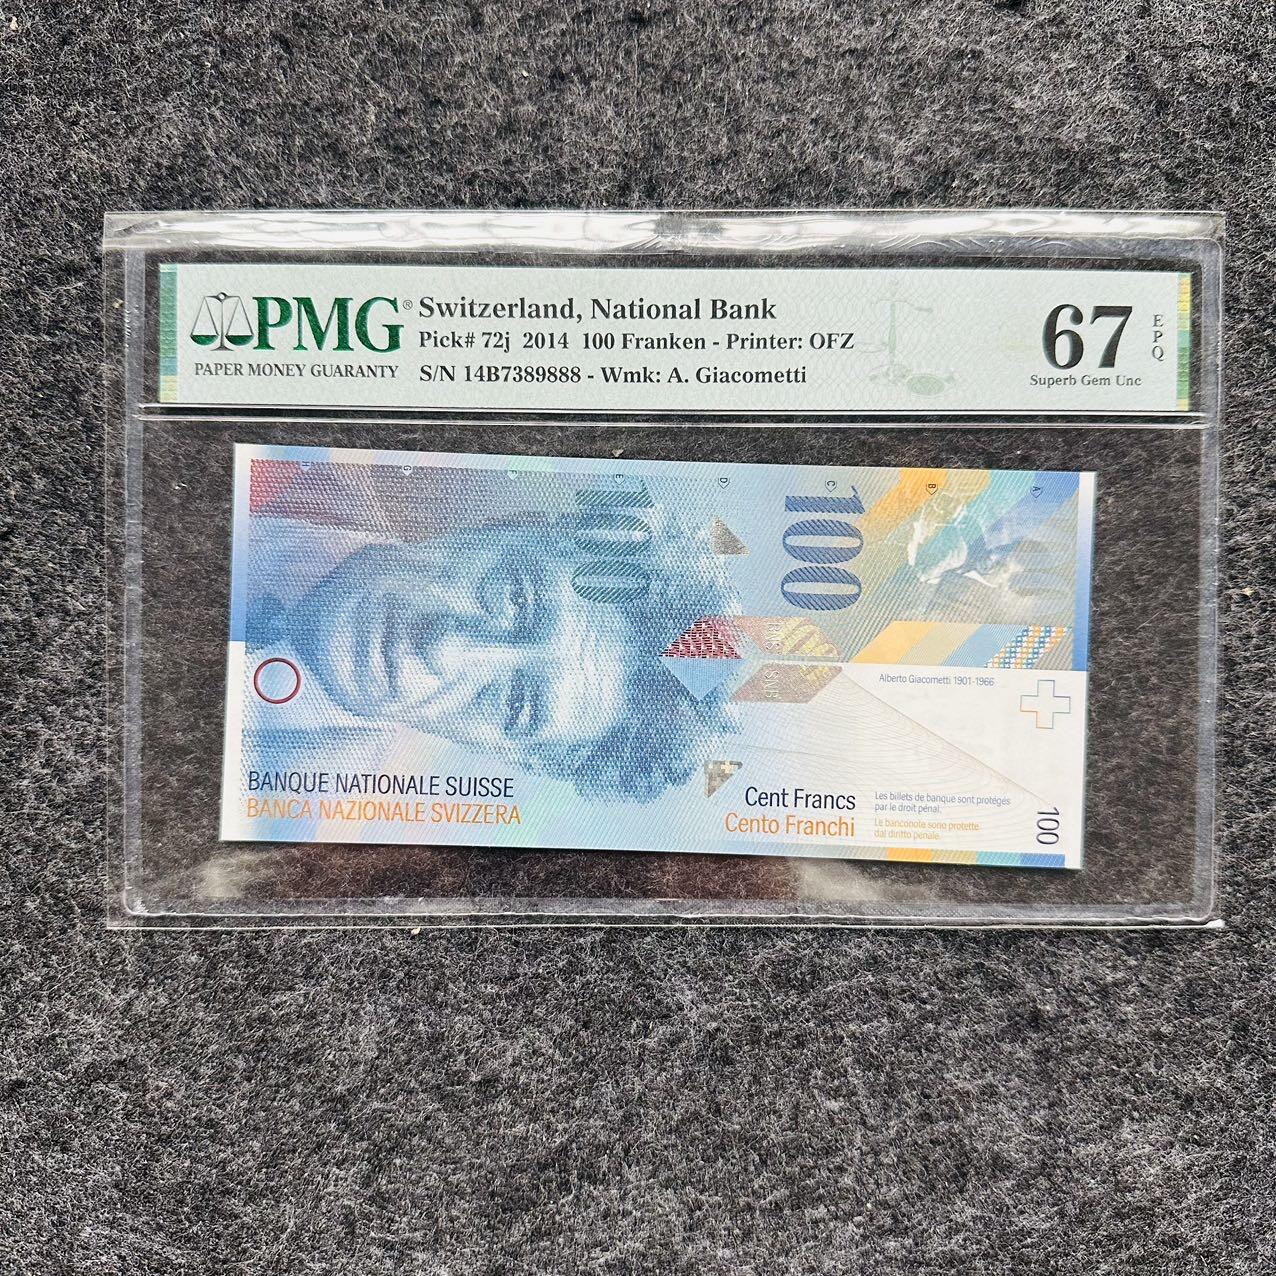 PMG®
PAPER MONEY GUARANTY
Switzerland, National Bank
Pick# 72j 2014 100 Franken - Printer: OFZ
S/N 14B7389888 - Wmk: A. Giacometti
67
EPQ
Superb Gem Unc
H G F E D C B A
100
100
Alberto Giacometti 1901-1966
BANQUE NATIONALE SUISSE
BANCA NAZIONALE SVIZZERA
Cent Francs
Cento Franchi
Les billets de banque sont protégés
par le droit pénal.
Le banconote sono protette
dal diritto penale.
100